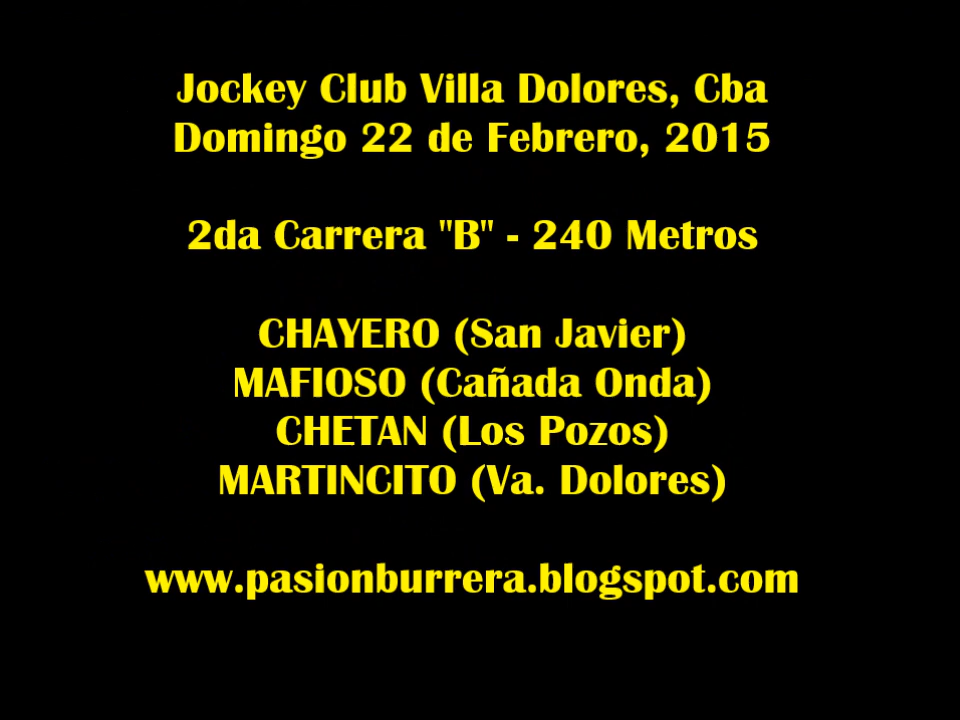 Jockey Club Villa Dolores, Cba
Domingo 22 de Febrero, 2015
2da Carrera "B" - 240 Metros
CHAYERO (San Javier)
MAFIOSO (Cañada Onda)
CHETAN (Los Pozos)
MARTINCITO (Va. Dolores)
www.pasionburrera.blogspot.com